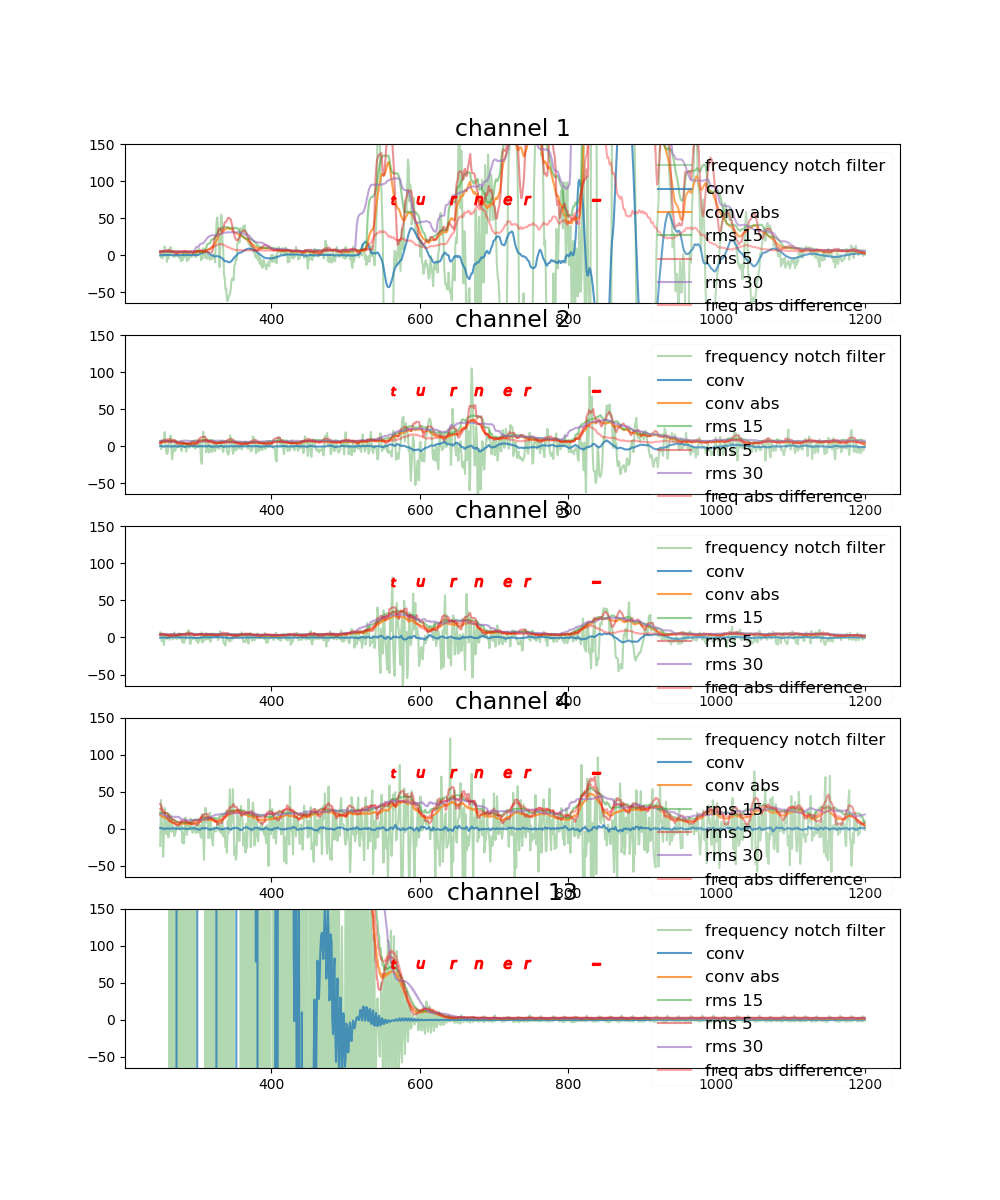 channel 1
150
frequency notch filter
100
conv
t u r n e r –
conv abs
50
rms 15
0
rms 5
rms 30
−50
freq abs difference
400 600 800 1000 1200
channel 2
150
frequency notch filter
100
conv
t u r n e r –
conv abs
50
rms 15
0
rms 5
rms 30
−50
freq abs difference
400 600 800 1000 1200
channel 3
150
frequency notch filter
100
conv
t u r n e r –
conv abs
50
rms 15
0
rms 5
rms 30
−50
freq abs difference
400 600 800 1000 1200
channel 4
150
frequency notch filter
100
conv
t u r n e r –
conv abs
50
rms 15
0
rms 5
rms 30
−50
freq abs difference
400 600 800 1000 1200
channel 13
150
frequency notch filter
100
conv
t u r n e r –
conv abs
50
rms 15
0
rms 5
rms 30
−50
freq abs difference
400 600 800 1000 1200